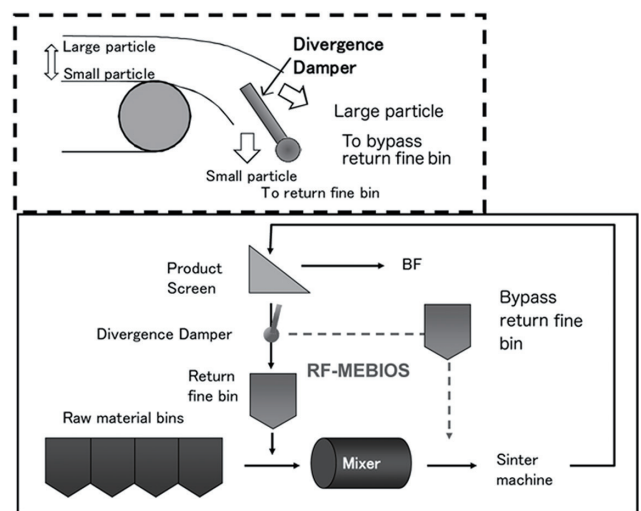 Large particle
Small particle
Divergence
Damper
Large particle
To bypass
return fine bin
Small particle
To return fine bin
Product
Screen
BF
Bypass
return fine
bin
Divergence Damper
RF-MEBIOS
Return
fine bin
Raw material bins
Mixer
Sinter
machine